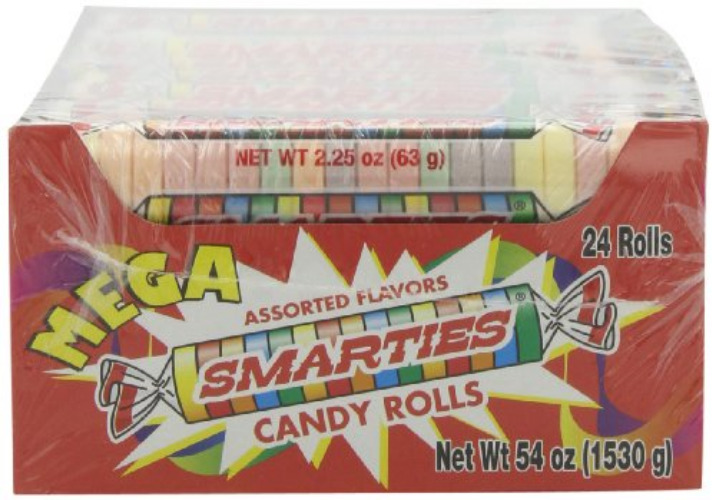 NET WT 2.25 oz (63 g)
®
24 Rolls
MEGA
ASSORTED FLAVORS
SMARTIES®
CANDY ROLLS
Net Wt 54 oz (1530 g)